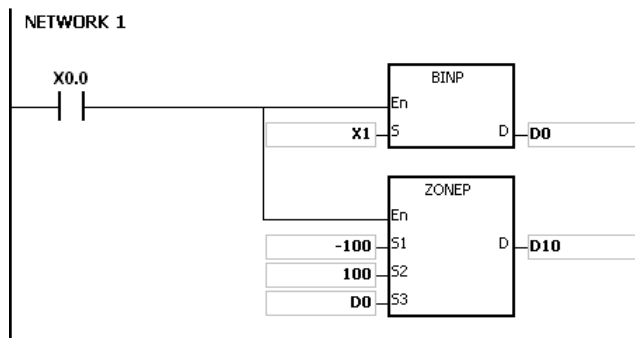 NETWORK 1
X0.0
BINP
En
X1 S D D0
ZONEP
En
-100 S1 D D10
100 S2
D0 S3